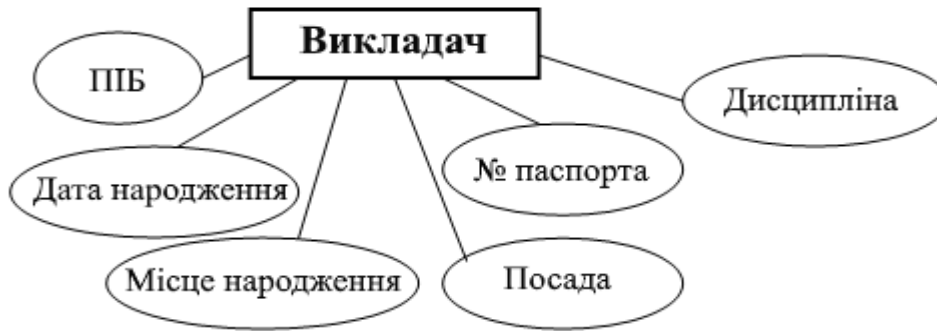 Викладач
ПІБ
Дисципліна
Дата народження
№ паспорта
Місце народження
Посада